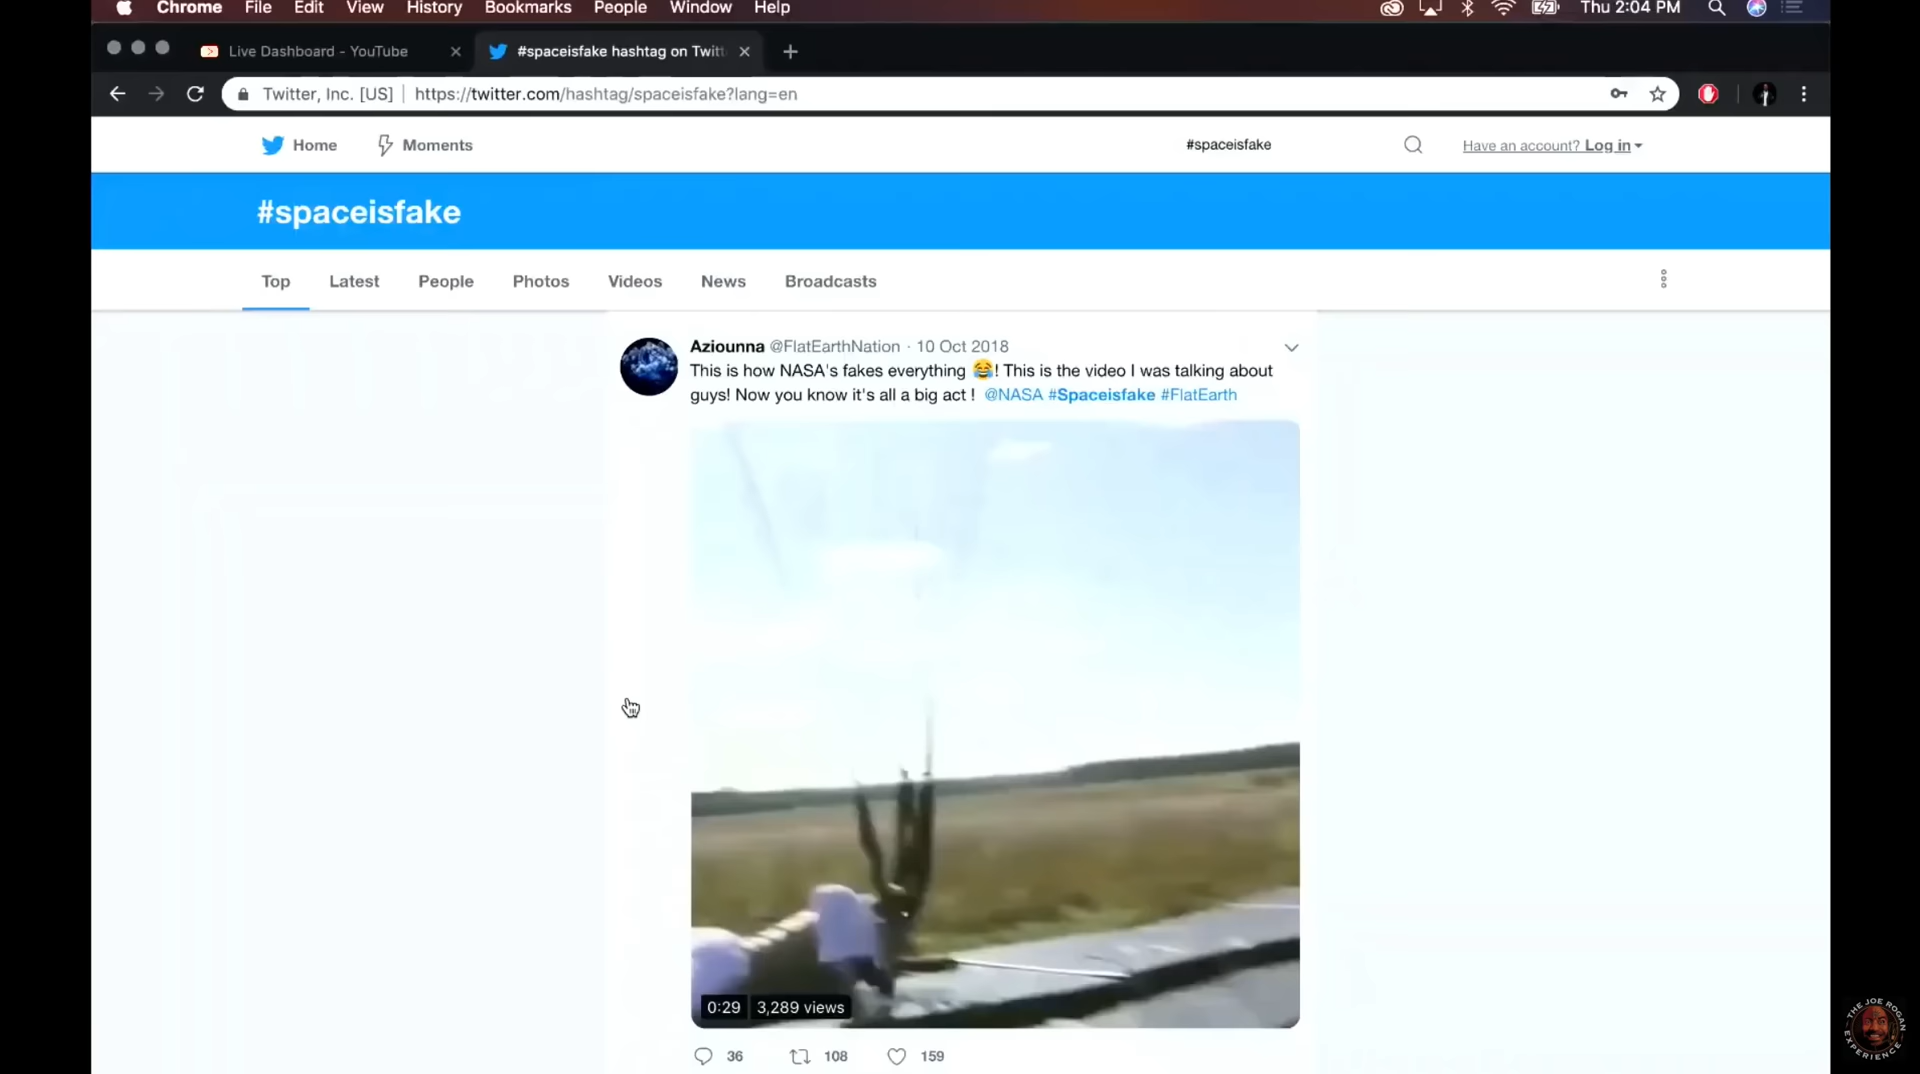 Chrome File Edit View History Bookmarks People Window Help Thu 2:04 PM
Live Dashboard - YouTube #spaceisfake hashtag on Twitt
Twitter, Inc. [US] https://twitter.com/hashtag/spaceisfake?lang=en
Home Moments #spaceisfake Have an account? Log in
#spaceisfake
Top Latest People Photos Videos News Broadcasts
Aziounna @FlatEarthNation · 10 Oct 2018
This is how NASA's fakes everything 😂! This is the video I was talking about
guys! Now you know it's all a big act ! @NASA #Spaceisfake #FlatEarth
0:29 3,289 views
36 108 159
THE JOE ROGAN
EXPERIENCE